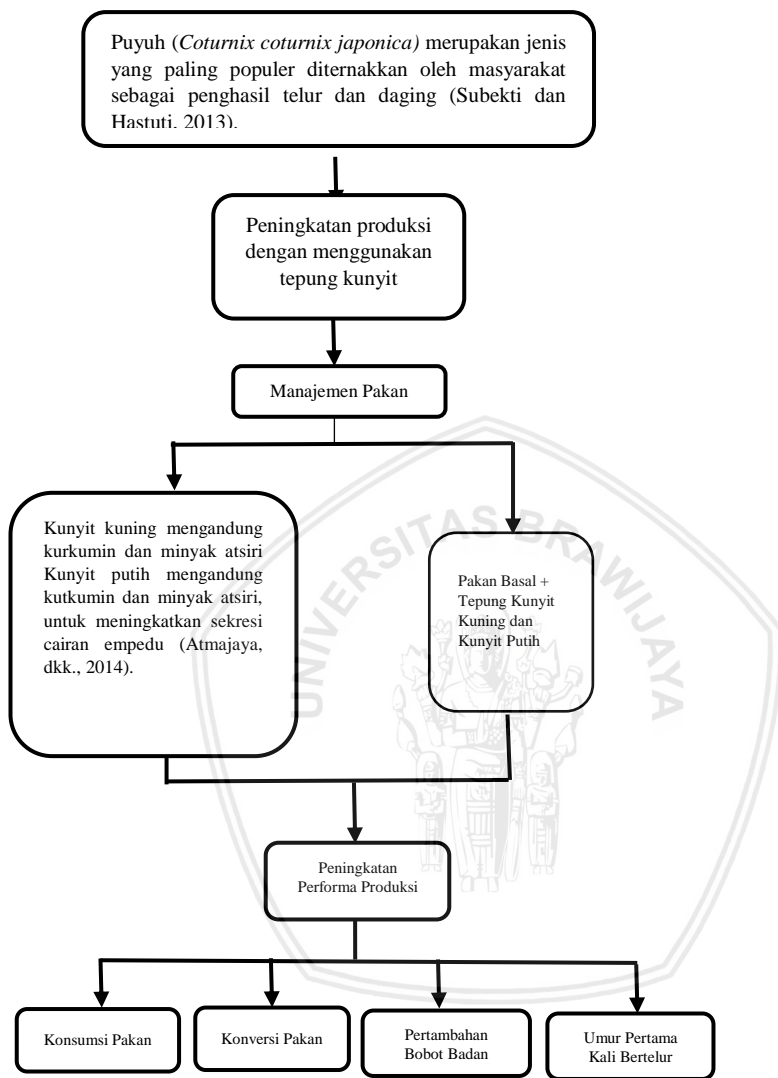 Puyuh (Coturnix coturnix japonica) merupakan jenis
yang paling populer diternakkan oleh masyarakat
sebagai penghasil telur dan daging (Subekti dan
Hastuti, 2013).
Peningkatan produksi
dengan menggunakan
tepung kunyit
Manajemen Pakan
Kunyit kuning mengandung
kurkumin dan minyak atsiri
Kunyit putih mengandung
kutkumin dan minyak atsiri,
untuk meningkatkan sekresi
cairan empedu (Atmajaya,
dkk., 2014).
Pakan Basal +
Tepung Kunyit
Kuning dan
Kunyit Putih
UNIVERSITAS BRAWIJAYA
Peningkatan
Performa Produksi
Konsumsi Pakan
Konversi Pakan
Pertambahan
Bobot Badan
Umur Pertama
Kali Bertelur